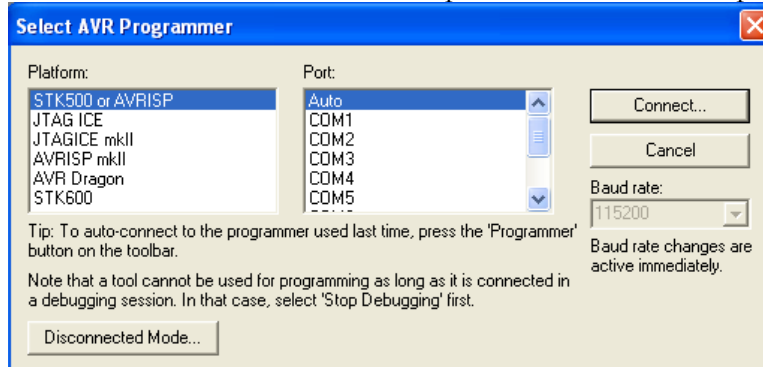 Select AVR Programmer
Platform:
STK500 or AVRISP
JTAG ICE
JTAGICE mkII
AVRISP mkII
AVR Dragon
STK600
Port:
Auto
COM1
COM2
COM3
COM4
COM5
Connect...
Cancel
Baud rate:
115200
Baud rate changes are
active immediately.
Tip: To auto-connect to the programmer used last time, press the 'Programmer'
button on the toolbar.
Note that a tool cannot be used for programming as long as it is connected in
a debugging session. In that case, select 'Stop Debugging' first.
Disconnected Mode...